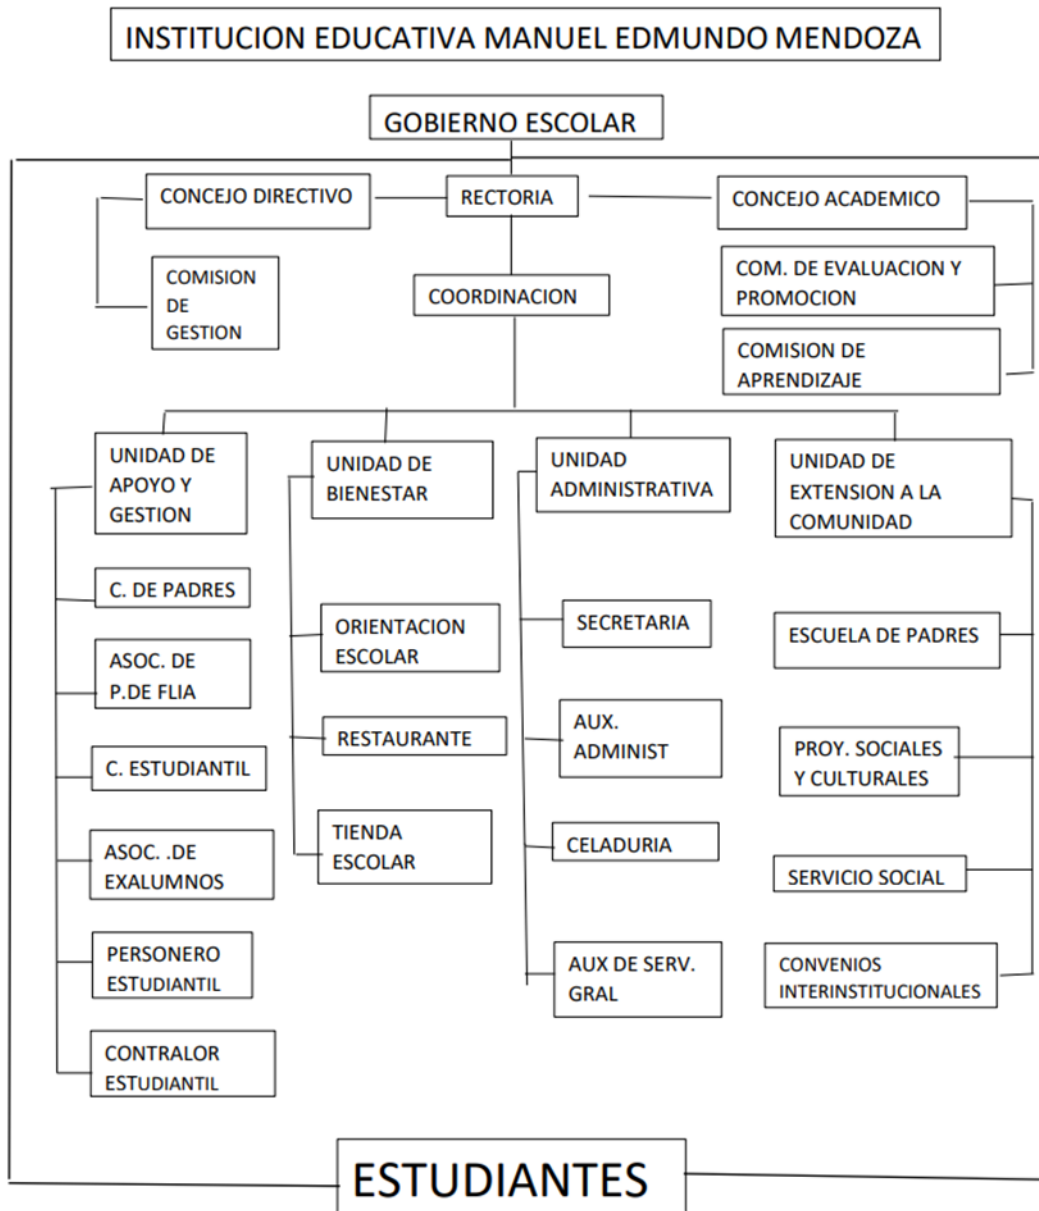 INSTITUCION EDUCATIVA MANUEL EDMUNDO MENDOZA
GOBIERNO ESCOLAR
CONCEJO DIRECTIVO
RECTORIA
CONCEJO ACADEMICO
COMISION
DE
GESTION
COORDINACION
COM. DE EVALUACION Y
PROMOCION
COMISION DE
APRENDIZAJE
UNIDAD DE
APOYO Y
GESTION
UNIDAD DE
BIENESTAR
UNIDAD
ADMINISTRATIVA
UNIDAD DE
EXTENSION A LA
COMUNIDAD
C. DE PADRES
ORIENTACION
ESCOLAR
SECRETARIA
ESCUELA DE PADRES
ASOC. DE
P.DE FLIA
RESTAURANTE
AUX.
ADMINIST
PROY. SOCIALES
Y CULTURALES
C. ESTUDIANTIL
TIENDA
ESCOLAR
CELADURIA
SERVICIO SOCIAL
ASOC. .DE
EXALUMNOS
PERSONERO
ESTUDIANTIL
AUX DE SERV.
GRAL
CONVENIOS
INTERINSTITUCIONALES
CONTRALOR
ESTUDIANTIL
ESTUDIANTES